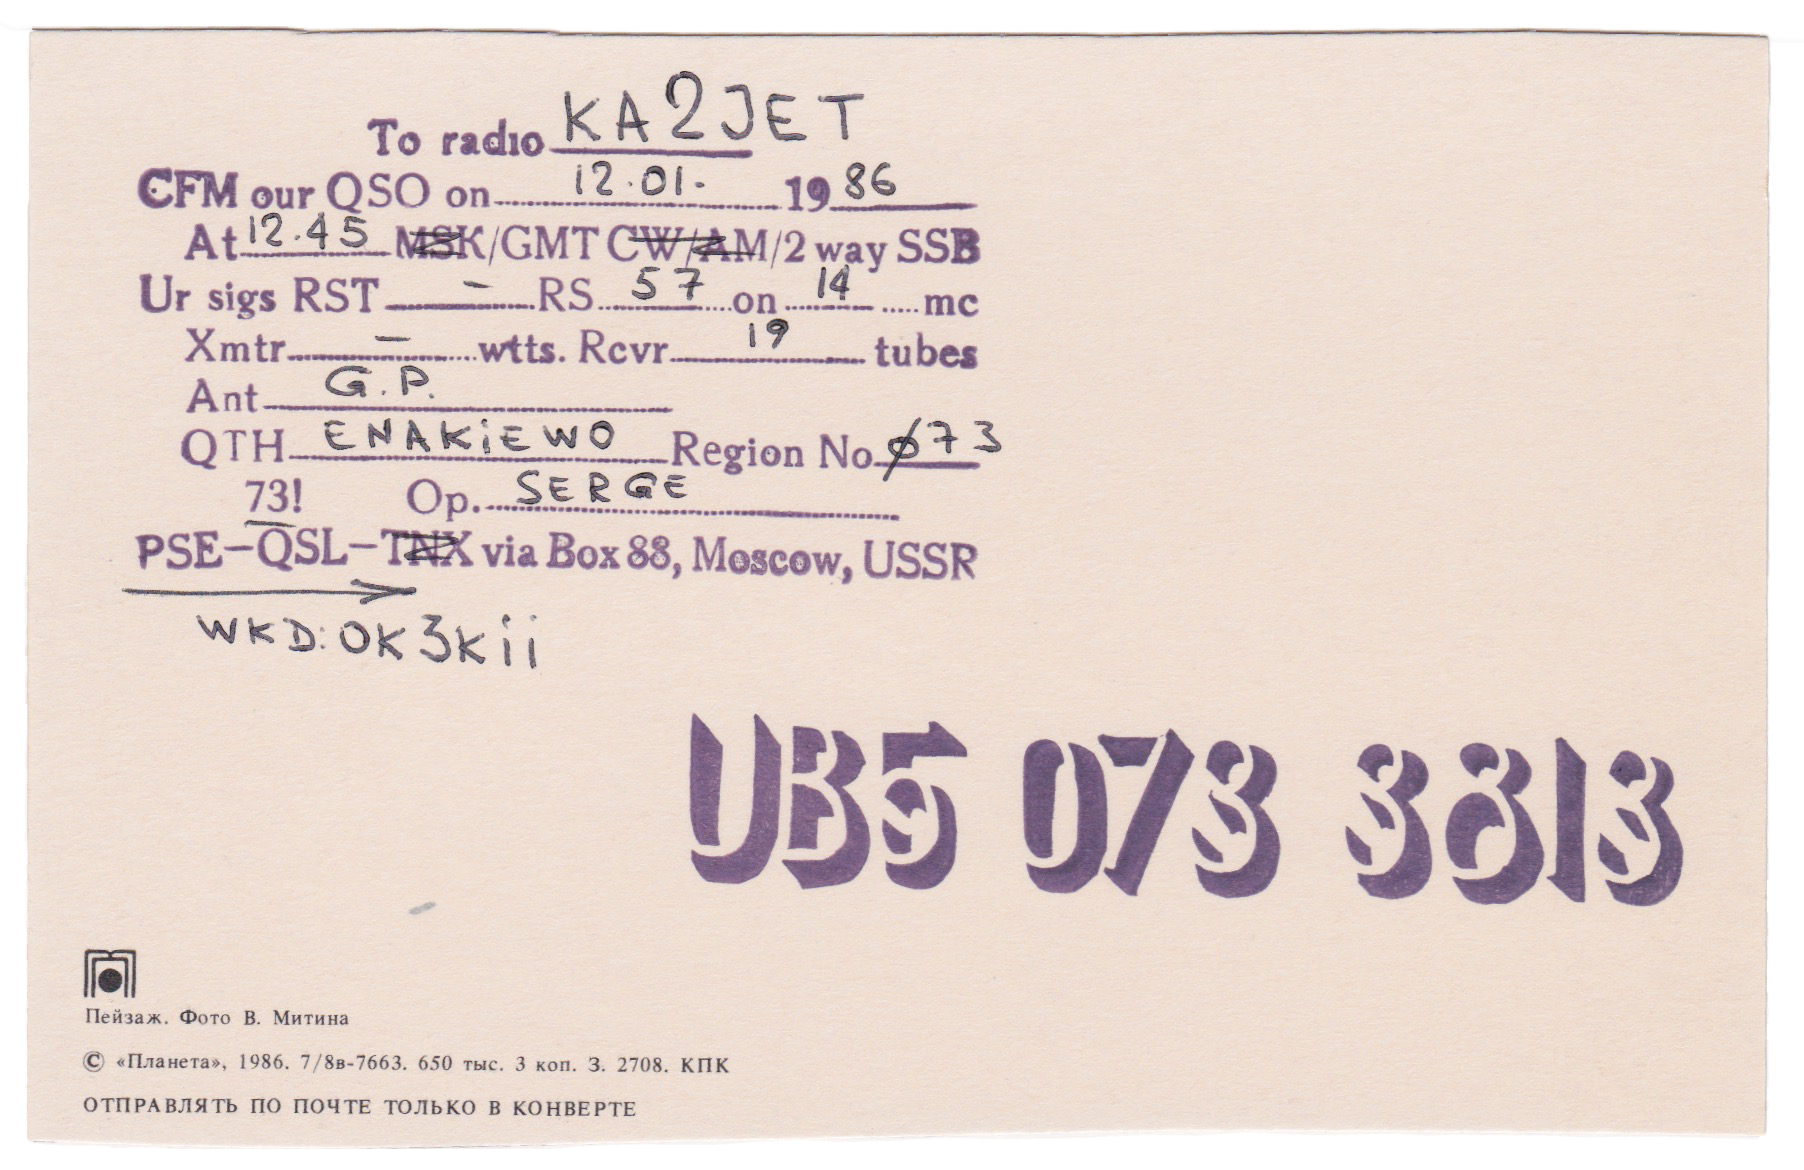 To radio KA2JET
CFM our QSO on 12.01. 1986
At 12.45 MSK/GMT CW/AM/2 way SSB
Ur sigs RST - RS 57 on 14 mc
Xmtr - wtts. Rcvr 19 tubes
Ant G.P.
QTH ENAKiEWO Region No 073
73! Op. SERGE
PSE-QSL-TNX via Box 88, Moscow, USSR
WKD: OK3Kii
UB5 073 3313
Пейзаж. Фото В. Митина
© «Планета», 1986. 7/8в-7663. 650 тыс. 3 коп. З. 2708. КПК
ОТПРАВЛЯТЬ ПО ПОЧТЕ ТОЛЬКО В КОНВЕРТЕ